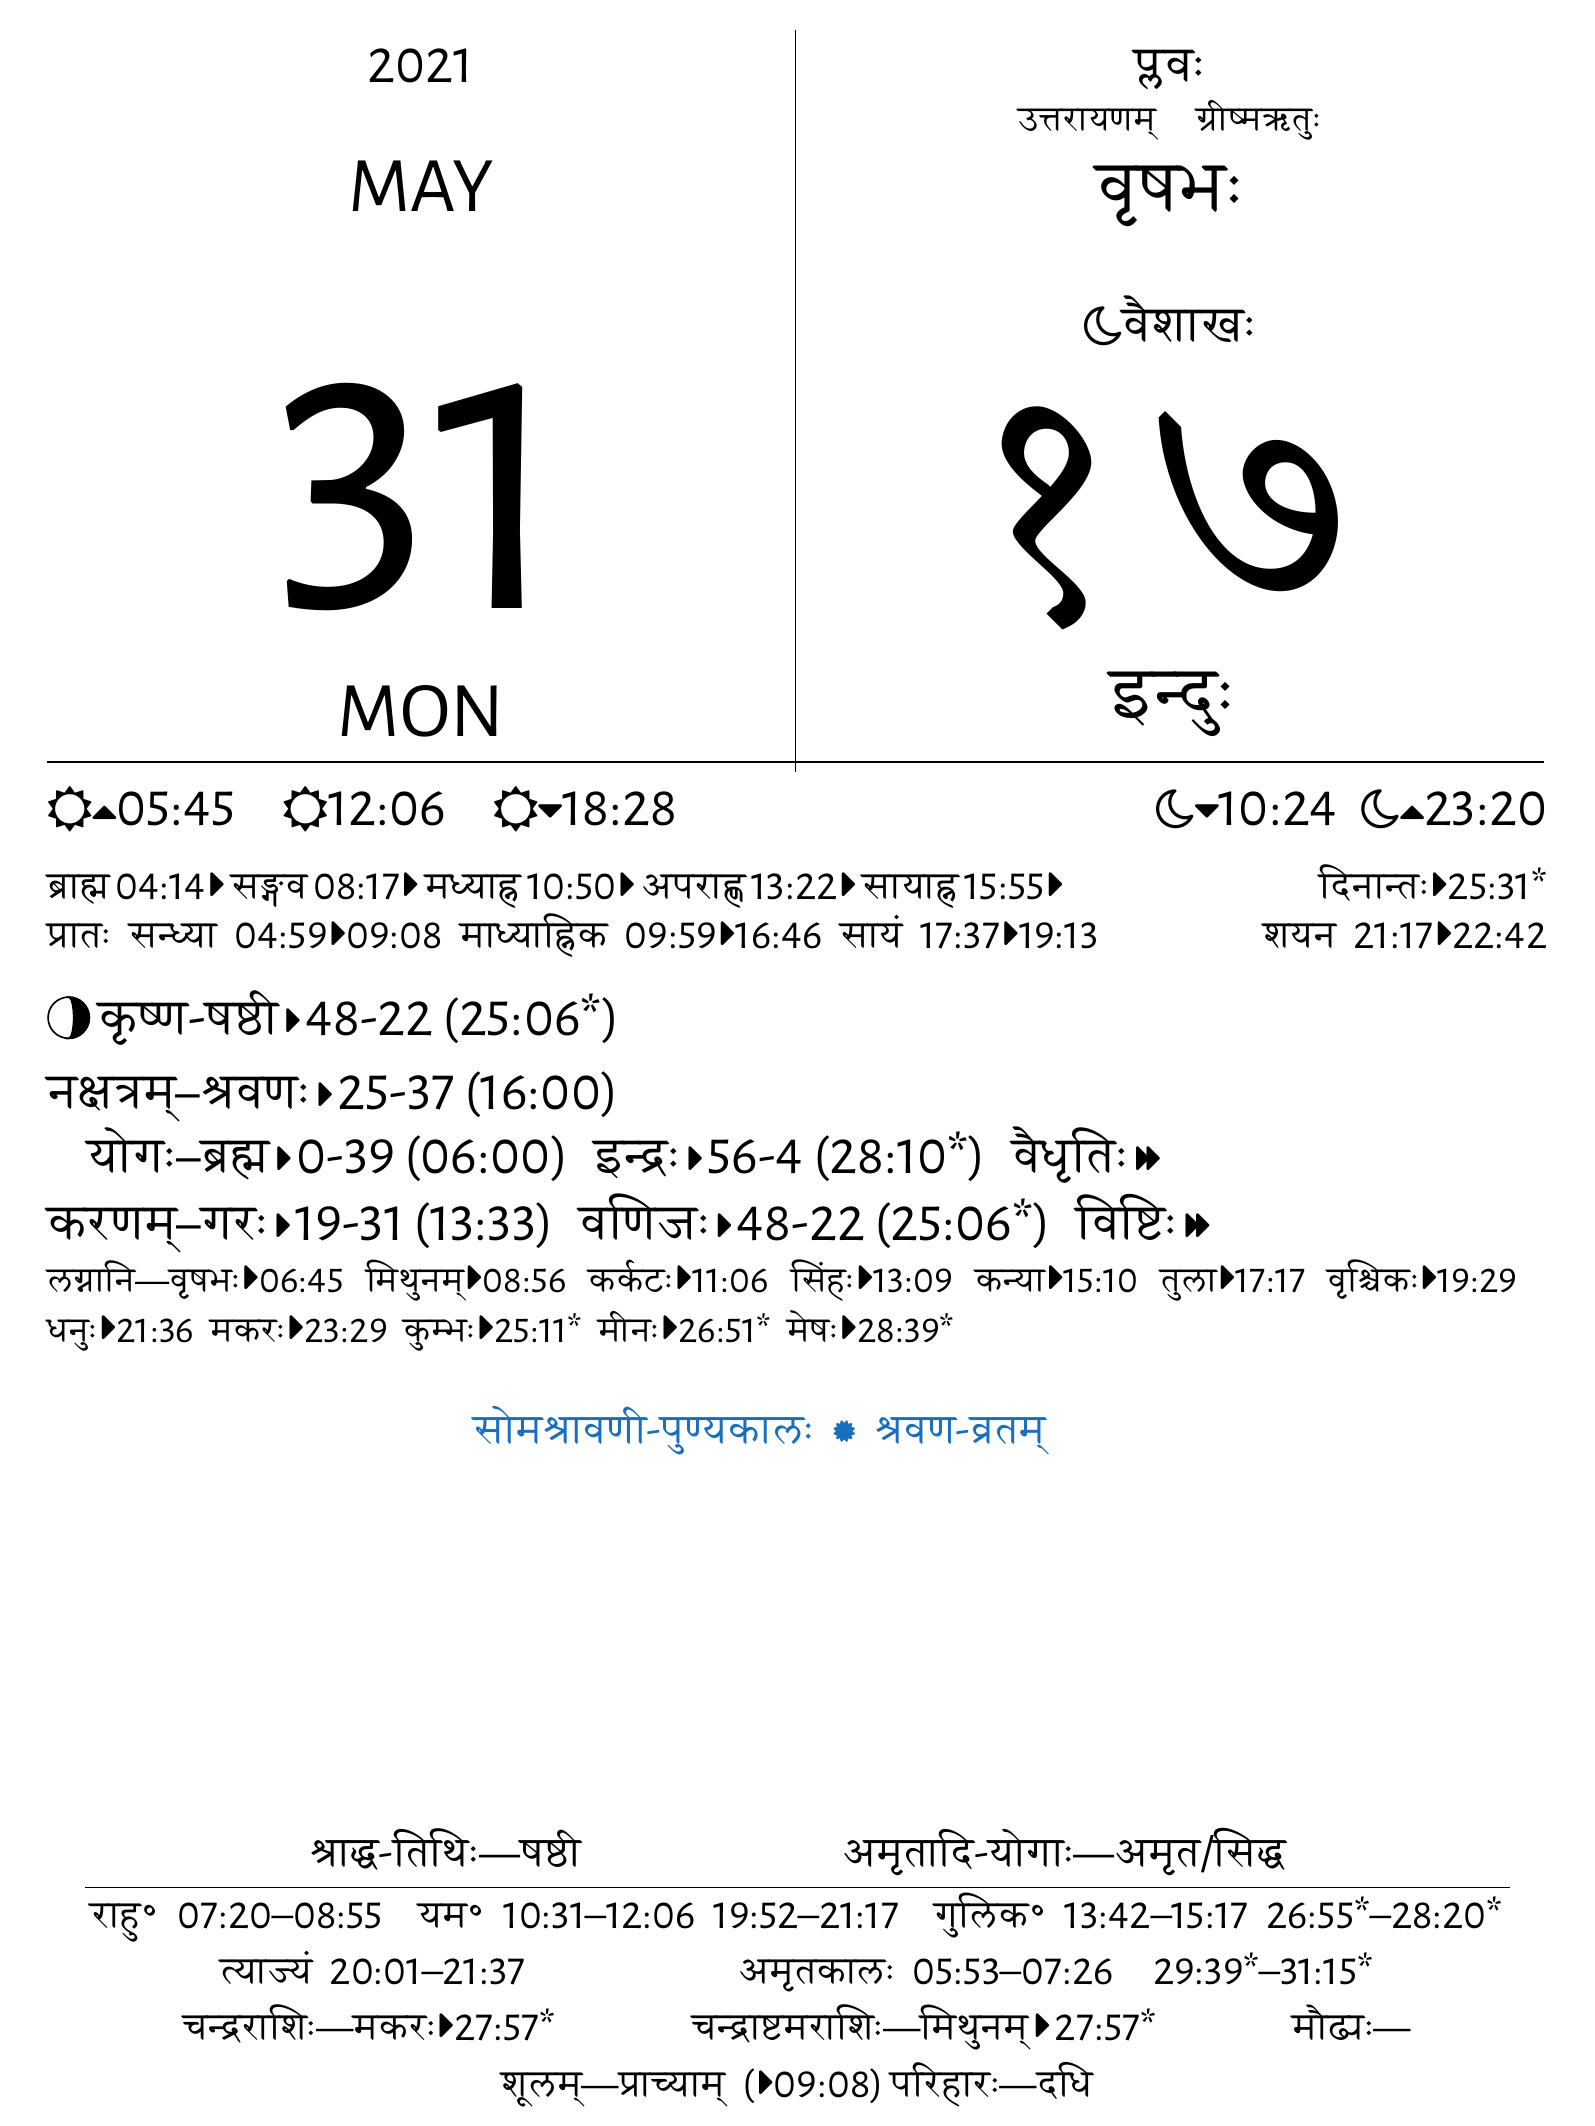 2021
MAY
31
MON
प्लवः
उत्तरायणम् ग्रीष्मऋतुः
वृषभः
वैशाखः
१७
इन्दुः
05:45 12:06 18:28 10:24 23:20
ब्राह्म 04:14 सङ्गव 08:17 मध्याह्न 10:50 अपराह्ण 13:22 सायाह्न 15:55 दिनान्तः 25:31*
प्रातः सन्ध्या 04:59 09:08 माध्याह्निक 09:59 16:46 सायं 17:37 19:13 शयन 21:17 22:42
कृष्ण-षष्ठी 48-22 (25:06*)
नक्षत्रम्–श्रवणः 25-37 (16:00)
योगः–ब्रह्म 0-39 (06:00) इन्द्रः 56-4 (28:10*) वैधृतिः
करणम्–गरः 19-31 (13:33) वणिजः 48-22 (25:06*) विष्टिः
लग्नानि—वृषभः 06:45 मिथुनम् 08:56 कर्कटः 11:06 सिंहः 13:09 कन्या 15:10 तुला 17:17 वृश्चिकः 19:29
धनुः 21:36 मकरः 23:29 कुम्भः 25:11* मीनः 26:51* मेषः 28:39*
सोमश्रावणी-पुण्यकालः श्रवण-व्रतम्
श्राद्ध-तिथिः—षष्ठी अमृतादि-योगाः—अमृत/सिद्ध
राहु॰ 07:20–08:55 यम॰ 10:31–12:06 19:52–21:17 गुलिक॰ 13:42–15:17 26:55*–28:20*
त्याज्यं 20:01–21:37 अमृतकालः 05:53–07:26 29:39*–31:15*
चन्द्रराशिः—मकरः 27:57* चन्द्राष्टमराशिः—मिथुनम् 27:57* मौढ्यः—
शूलम्—प्राच्याम् (09:08) परिहारः—दधि